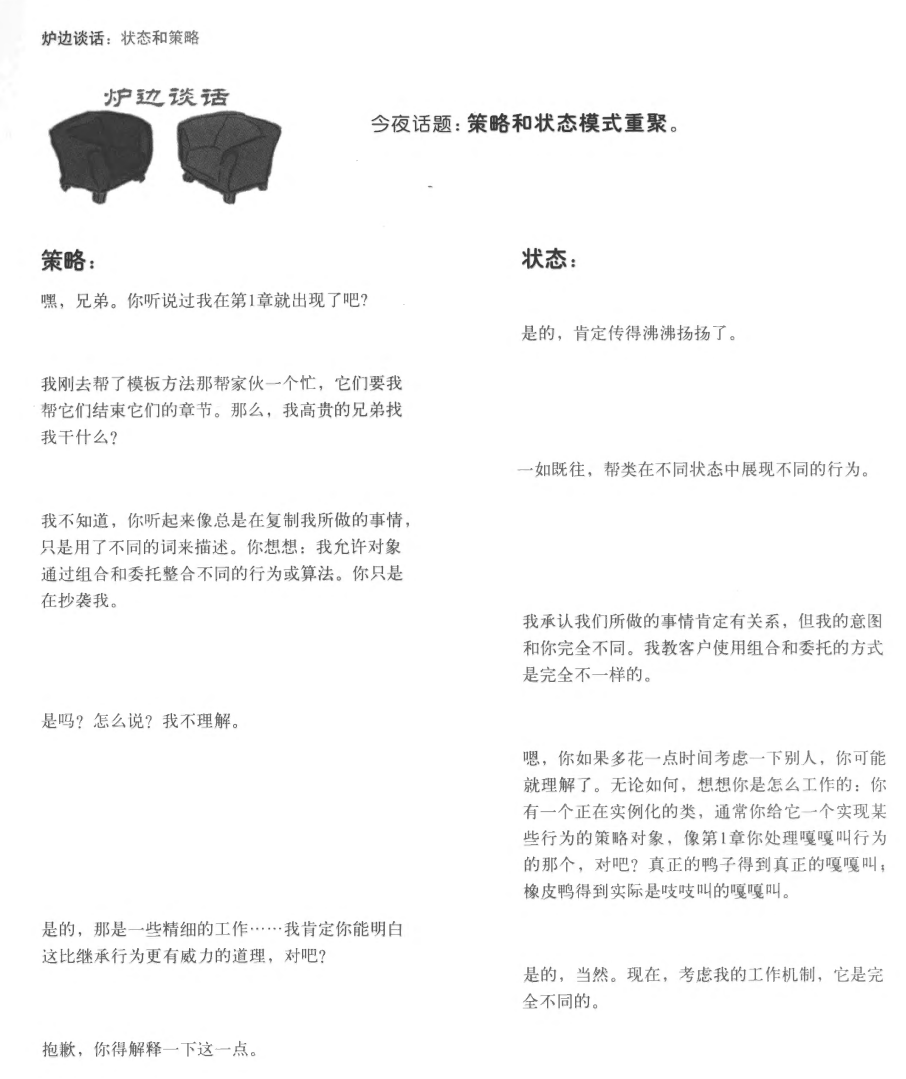 炉边谈话：状态和策略
炉边谈话
今夜话题：策略和状态模式重聚。
策略：
状态：
嘿，兄弟。你听说过我在第1章就出现了吧？
是的，肯定传得沸沸扬扬了。
我刚去帮了模板方法那帮家伙一个忙，它们要我
帮它们结束它们的章节。那么，我高贵的兄弟找
我干什么？
一如既往，帮类在不同状态中展现不同的行为。
我不知道，你听起来像总是在复制我所做的事情，
只是用了不同的词来描述。你想想：我允许对象
通过组合和委托整合不同的行为或算法。你只是
在抄袭我。
我承认我们所做的事情肯定有关系，但我的意图
和你完全不同。我教客户使用组合和委托的方式
是完全不一样的。
是吗？怎么说？我不理解。
嗯，你如果多花一点时间考虑一下别人，你可能
就理解了。无论如何，想想你是怎么工作的：你
有一个正在实例化的类，通常你给它一个实现某
些行为的策略对象，像第1章你处理嘎嘎叫行为
的那个，对吧？真正的鸭子得到真正的嘎嘎叫；
橡皮鸭得到实际是吱吱叫的嘎嘎叫。
是的，那是一些精细的工作……我肯定你能明白
这比继承行为更有威力的道理，对吧？
是的，当然。现在，考虑我的工作机制，它是完
全不同的。
抱歉，你得解释一下这一点。